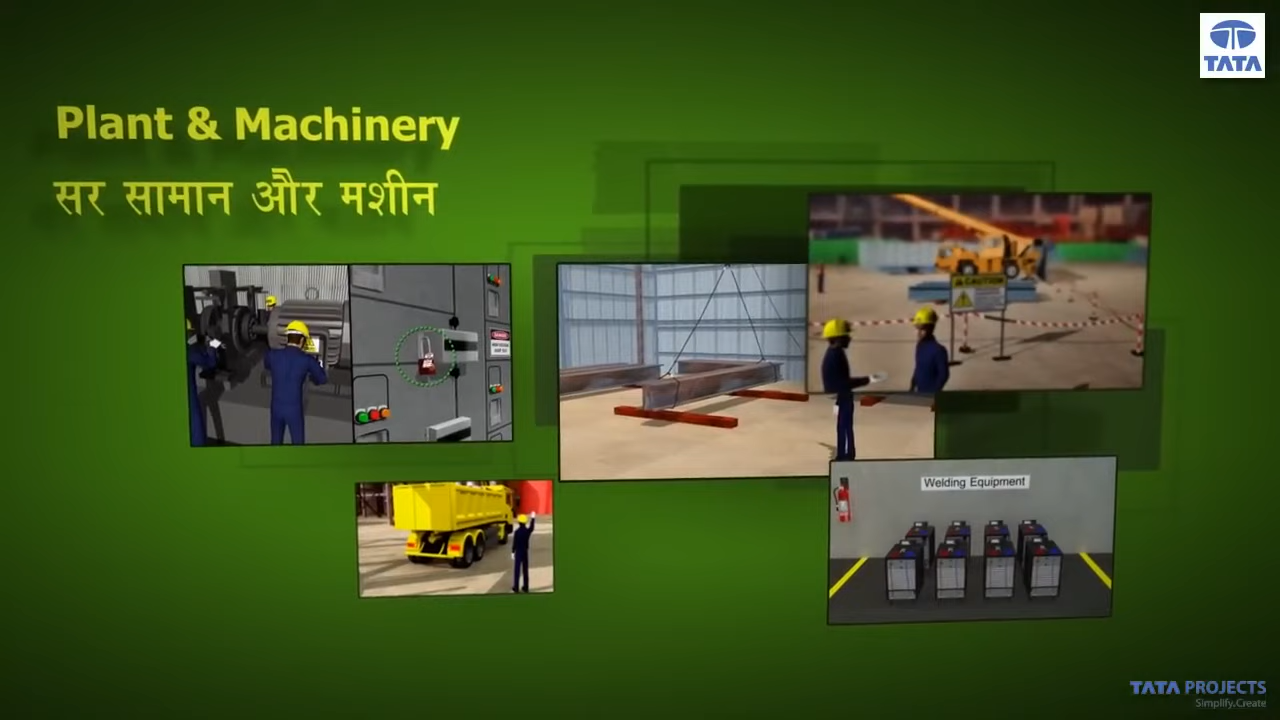 TATA
Plant & Machinery
सर सामान और मशीन
CAUTION
Welding Equipment
TATA PROJECTS
Simplify.Create